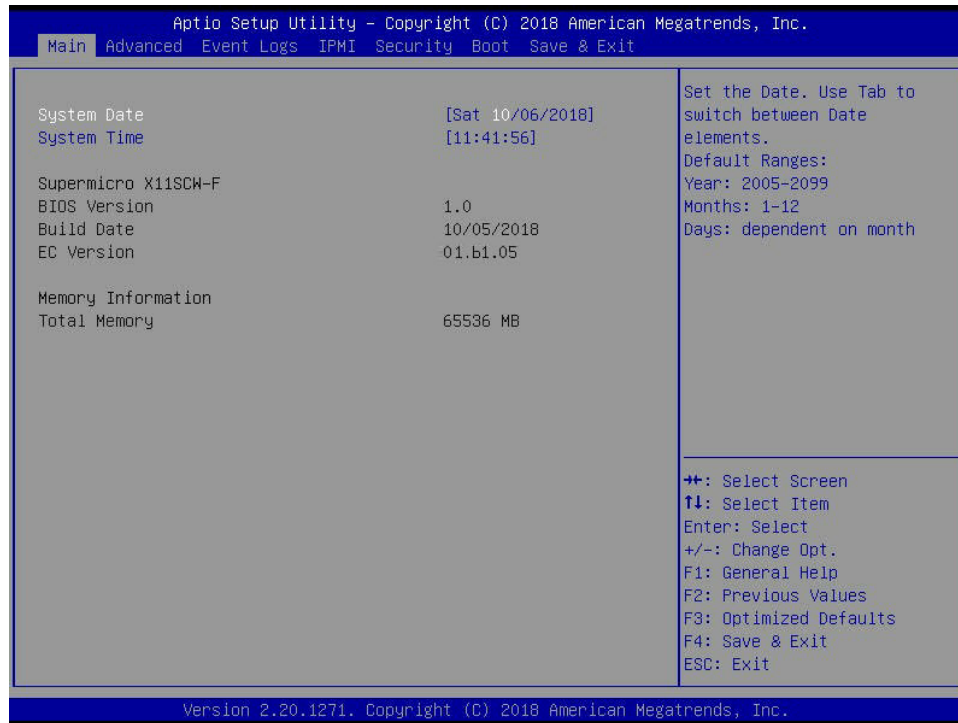 Aptio Setup Utility – Copyright (C) 2018 American Megatrends, Inc.
Main Advanced Event Logs IPMI Security Boot Save & Exit
System Date [Sat 10/06/2018]
System Time [11:41:56]
Supermicro X11SCW-F
BIOS Version 1.0
Build Date 10/05/2018
EC Version 01.b1.05
Memory Information
Total Memory 65536 MB
Set the Date. Use Tab to
switch between Date
elements.
Default Ranges:
Year: 2005-2099
Months: 1-12
Days: dependent on month
→←: Select Screen
↑↓: Select Item
Enter: Select
+/-: Change Opt.
F1: General Help
F2: Previous Values
F3: Optimized Defaults
F4: Save & Exit
ESC: Exit
Version 2.20.1271. Copyright (C) 2018 American Megatrends, Inc.